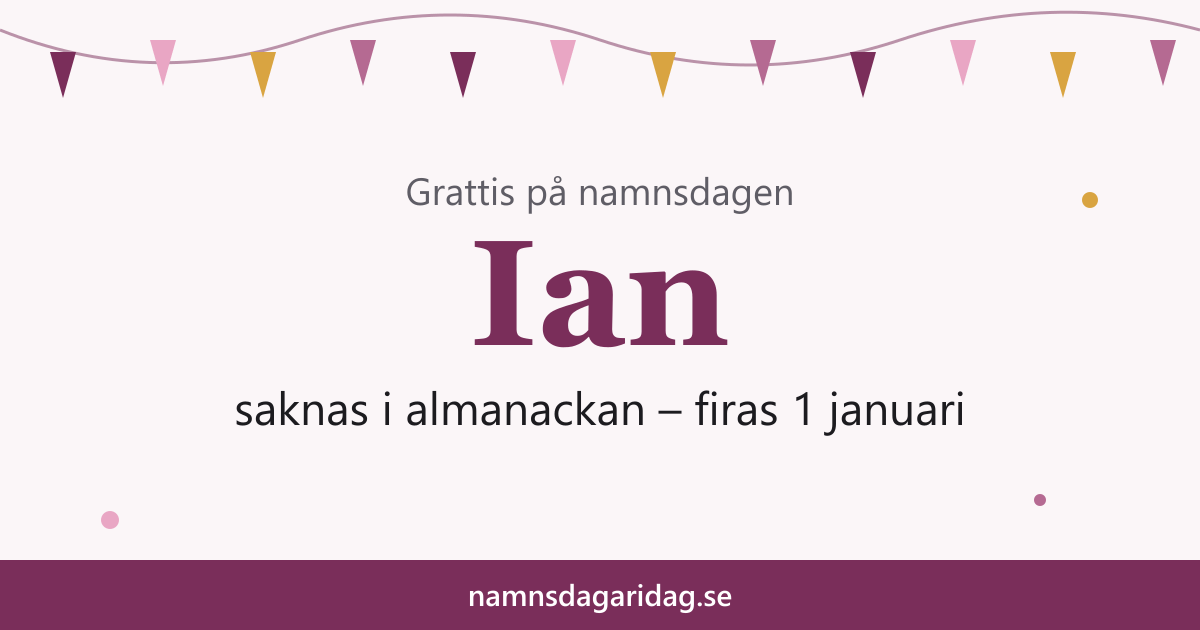 Grattis på namnsdagen
Ian
saknas i almanackan – firas 1 januari
namnsdagaridag.se